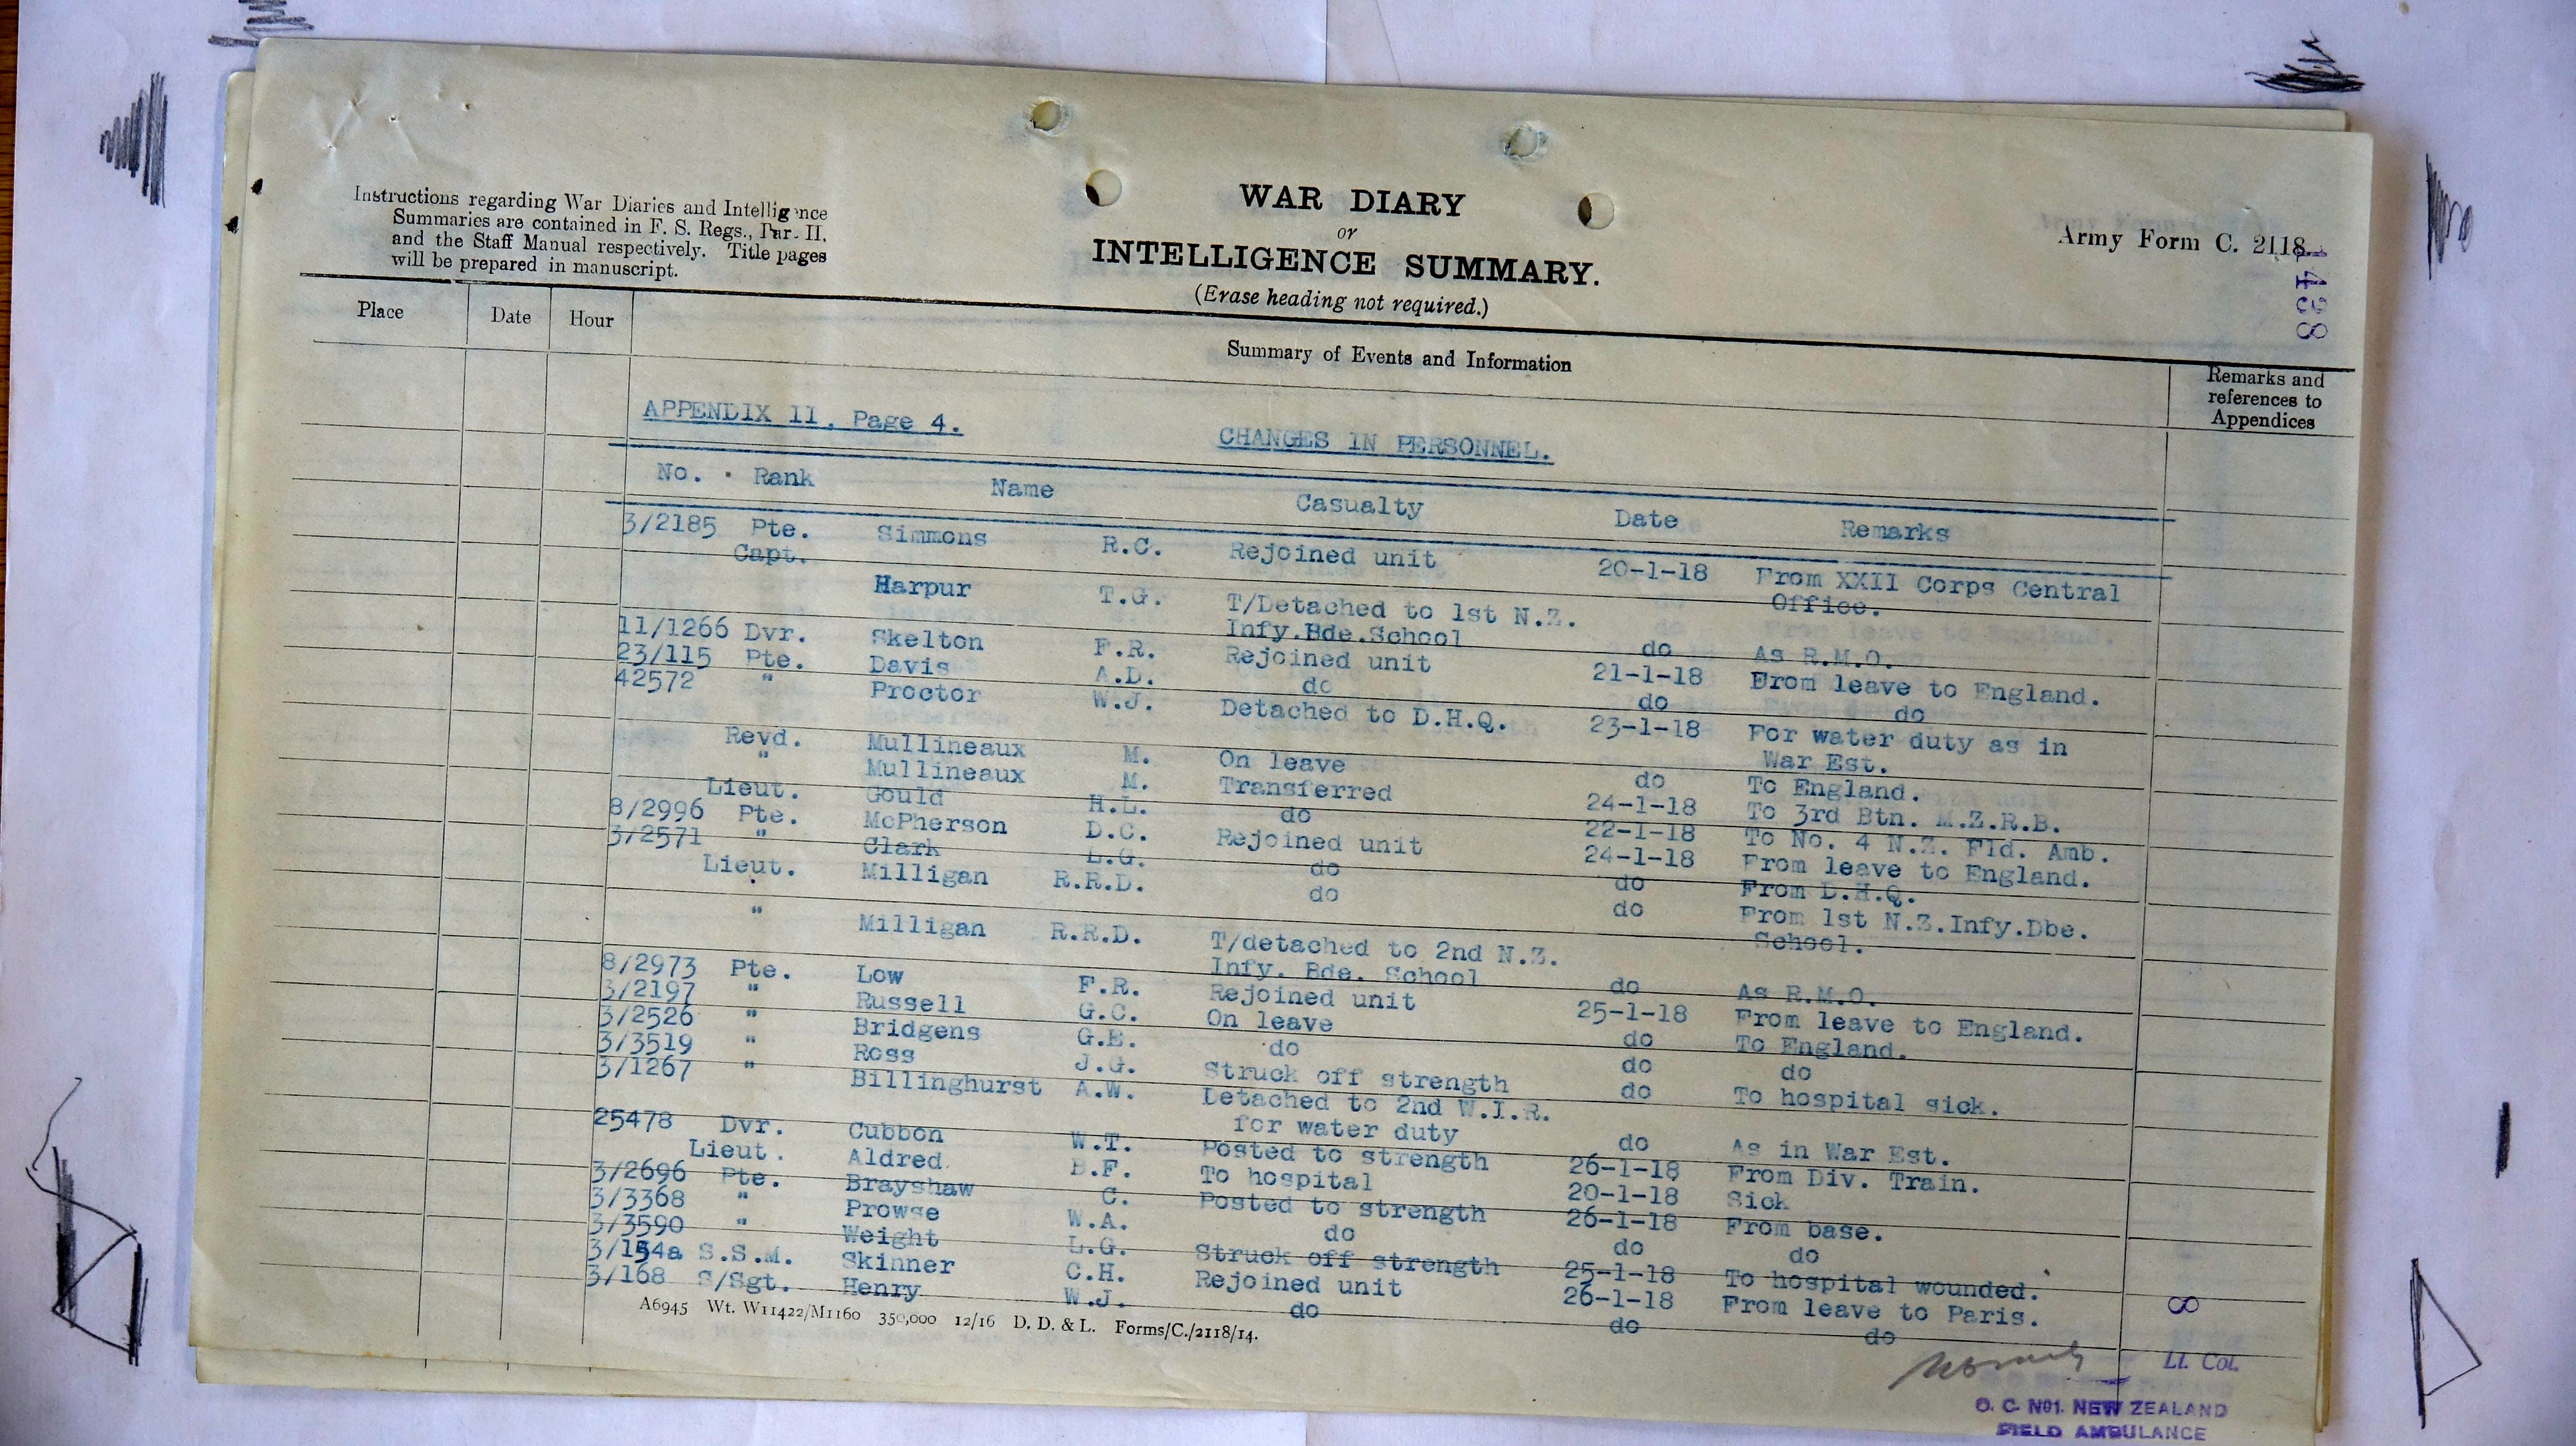 Instructions regarding War Diaries and Intelligence
Summaries are contained in F. S. Regs., Part II.
and the Staff Manual respectively. Title pages
will be prepared in manuscript.
WAR DIARY
or
INTELLIGENCE SUMMARY.
(Erase heading not required.)
Army Form C. 2118.
1438
Place Date Hour Summary of Events and Information Remarks and
references to
Appendices
APPENDIX 11. Page 4. CHANGES IN PERSONNEL.
No. Rank Name Casualty Date Remarks
3/2185 Pte. Simmons R.C. Rejoined unit 20-1-18 From XXII Corps Central
Office.
Capt. Harpur T.G. T/Detached to 1st N.Z.
Infy.Bde.School do As R.M.O.
11/1266 Dvr. Skelton F.R. Rejoined unit 21-1-18 From leave to England.
23/115 Pte. Davis A.D. do do do
42572 " Proctor W.J. Detached to D.H.Q. 23-1-18 For water duty as in
War Est.
Revd. Mullineaux M. On leave do To England.
" Mullineaux M. Transferred 24-1-18 To 3rd Btn. M.Z.R.B.
Lieut. Gould H.L. do 22-1-18 To No. 4 N.Z. Fld. Amb.
8/2996 Pte. McPherson D.C. Rejoined unit 24-1-18 From leave to England.
3/2571 " Clark L.G. do do From D.H.Q.
Lieut. Milligan R.R.D. do do From 1st N.Z.Infy.Dbe.
School.
" Milligan R.R.D. T/detached to 2nd N.Z.
Infy. Bde. School do As R.M.O.
8/2973 Pte. Low F.R. Rejoined unit 25-1-18 From leave to England.
3/2197 " Russell G.C. On leave do To England.
3/2526 " Bridgens G.E. do do do
3/3519 " Ross J.G. Struck off strength do To hospital sick.
3/1267 " Billinghurst A.W. Detached to 2nd W.I.R.
for water duty do As in War Est.
25478 Dvr. Cubbon W.T. Posted to strength 26-1-18 From Div. Train.
Lieut. Aldred B.F. To hospital 20-1-18 Sick
3/2696 Pte. Brayshaw C. Posted to strength 26-1-18 From base.
3/3368 " Prowse W.A. do do do
3/3590 " Weight L.G. Struck off strength 25-1-18 To hospital wounded.
3/154a S.S.M. Skinner C.H. Rejoined unit 26-1-18 From leave to Paris.
3/168 S/Sgt. Henry W.J. do do do
A6945 Wt. W11422/M1160 350,000 12/16 D. D. & L. Forms/C./2118/14.
8
Lt. Col.
O. C. No1. NEW ZEALAND
FIELD AMBULANCE